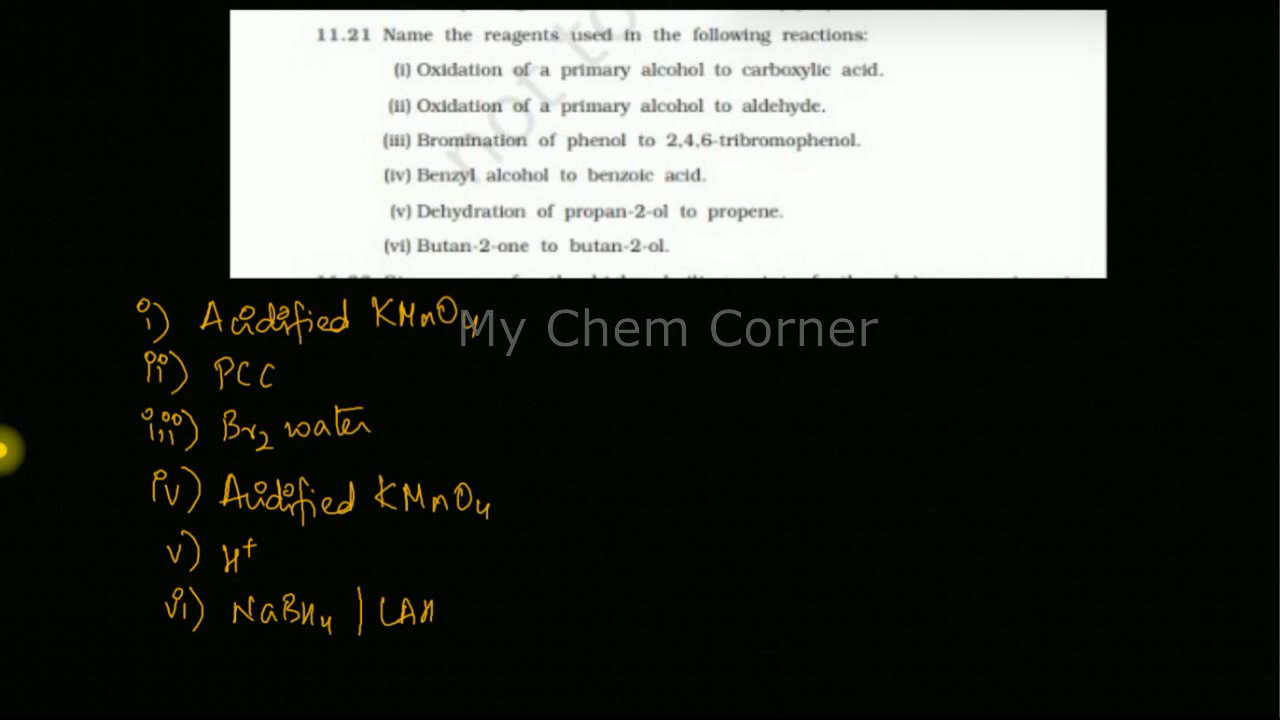 11.21 Name the reagents used in the following reactions:
(i) Oxidation of a primary alcohol to carboxylic acid.
(ii) Oxidation of a primary alcohol to aldehyde.
(iii) Bromination of phenol to 2,4,6-tribromophenol.
(iv) Benzyl alcohol to benzoic acid.
(v) Dehydration of propan-2-ol to propene.
(vi) Butan-2-one to butan-2-ol.
not to
i) Acidified KMnO4
My Chem Corner
ii) PCC
iii) Br2 water
iv) Acidified KMnO4
v) H+
vi) NaBH4 | LAH